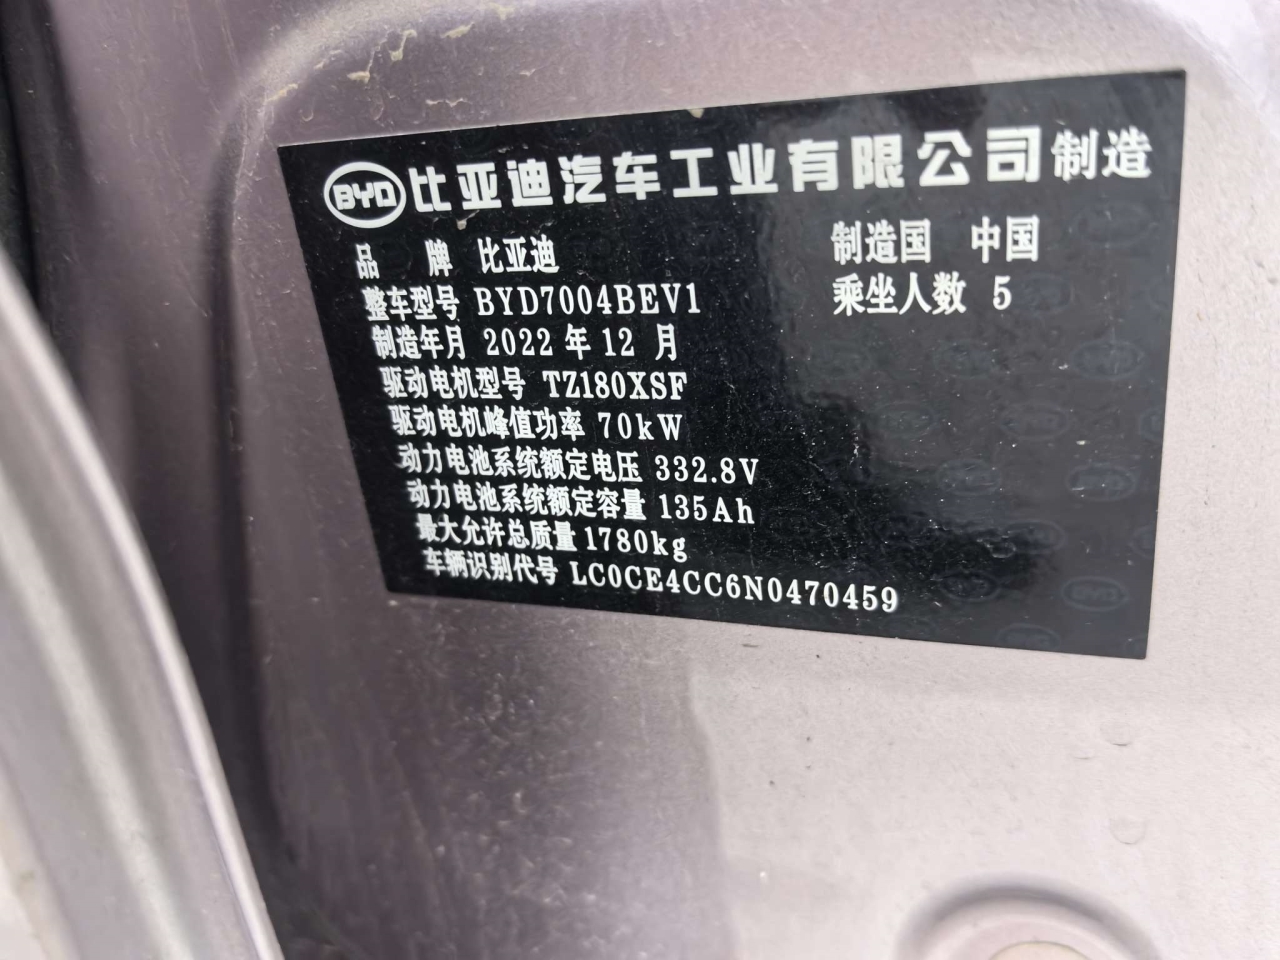 BYD 比亚迪汽车工业有限公司制造
品 牌 比亚迪 制造国 中国
整车型号 BYD7004BEV1 乘坐人数 5
制造年月 2022 年 12 月
驱动电机型号 TZ180XSF
驱动电机峰值功率 70kW
动力电池系统额定电压 332.8V
动力电池系统额定容量 135Ah
最大允许总质量 1780kg
车辆识别代号 LC0CE4CC6N0470459